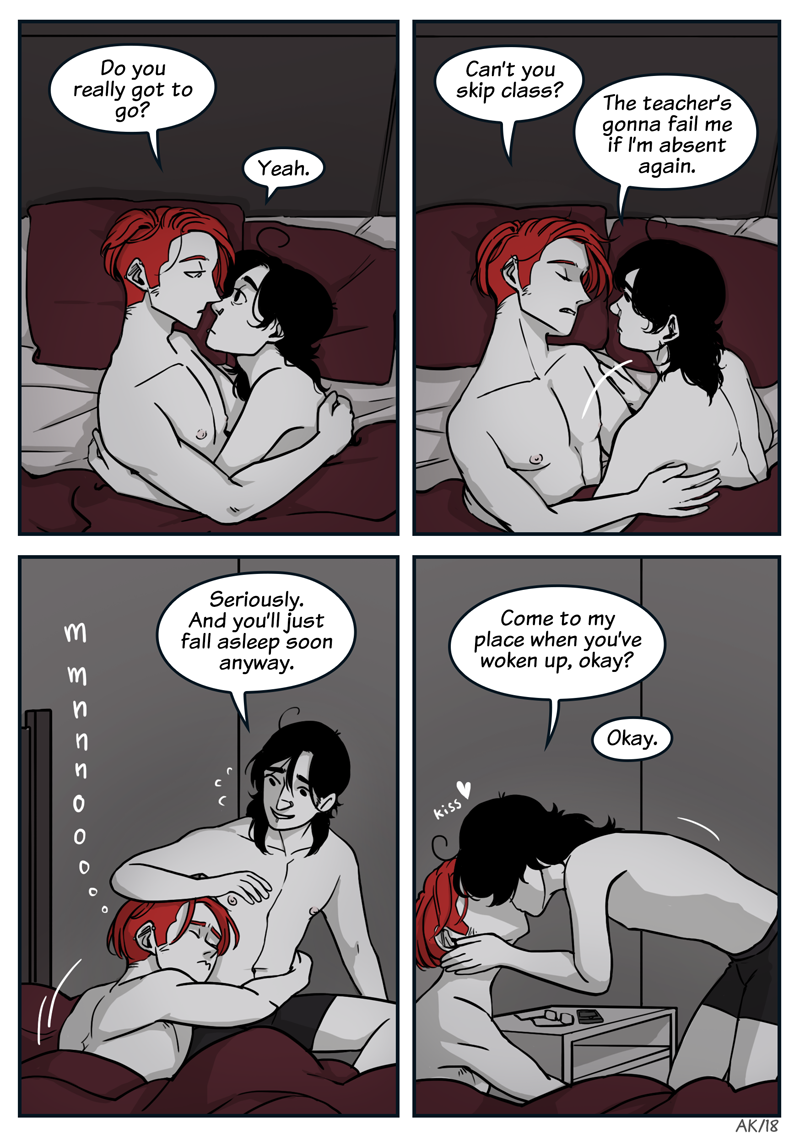 Do you
really got to
go?
Yeah.
Can't you
skip class?
The teacher's
gonna fail me
if I'm absent
again.
Seriously.
And you'll just
fall asleep soon
anyway.
m
m
n
n
n
o
o
o
o
o
Come to my
place when you've
woken up, okay?
Okay.
kiss
AK/18